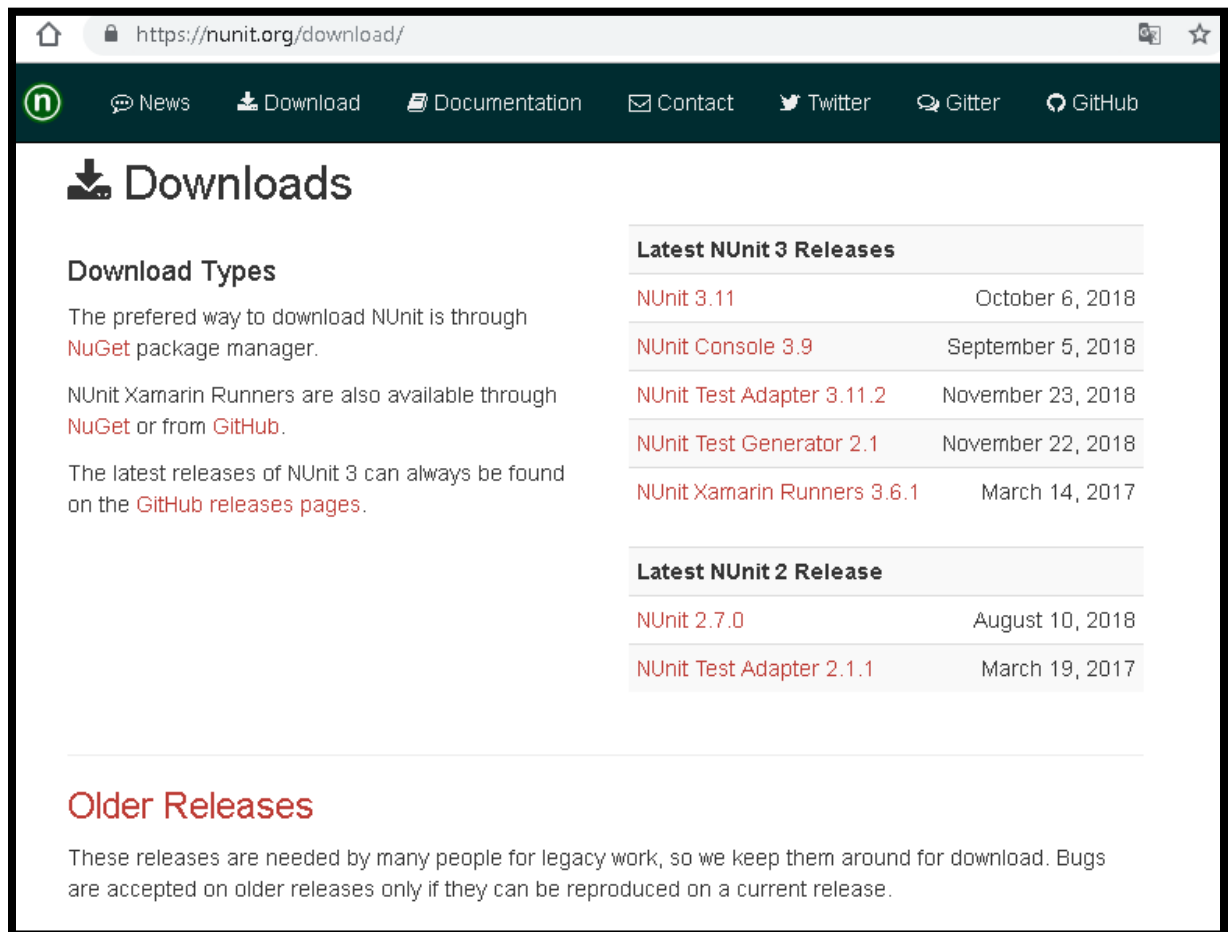 https://nunit.org/download/
n News Download Documentation Contact Twitter Gitter GitHub
Downloads
Download Types
The prefered way to download NUnit is through
NuGet package manager.
NUnit Xamarin Runners are also available through
NuGet or from GitHub.
The latest releases of NUnit 3 can always be found
on the GitHub releases pages.
Latest NUnit 3 Releases
NUnit 3.11 October 6, 2018
NUnit Console 3.9 September 5, 2018
NUnit Test Adapter 3.11.2 November 23, 2018
NUnit Test Generator 2.1 November 22, 2018
NUnit Xamarin Runners 3.6.1 March 14, 2017
Latest NUnit 2 Release
NUnit 2.7.0 August 10, 2018
NUnit Test Adapter 2.1.1 March 19, 2017
Older Releases
These releases are needed by many people for legacy work, so we keep them around for download. Bugs
are accepted on older releases only if they can be reproduced on a current release.